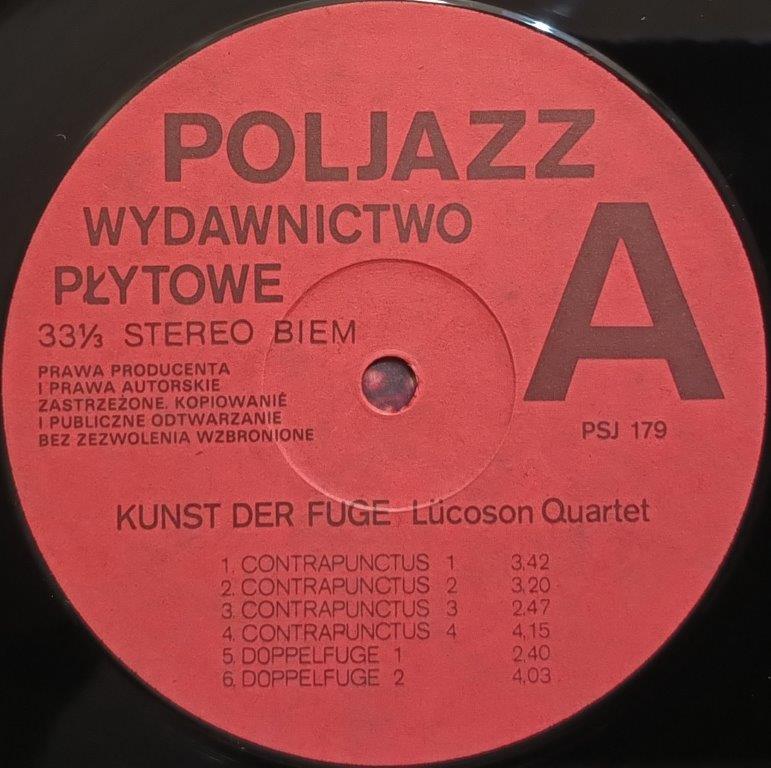 POLJAZZ
WYDAWNICTWO
PŁYTOWE
A
33⅓ STEREO BIEM
PRAWA PRODUCENTA
I PRAWA AUTORSKIE
ZASTRZEŻONE. KOPIOWANIE
I PUBLICZNE ODTWARZANIE
BEZ ZEZWOLENIA WZBRONIONE
PSJ 179
KUNST DER FUGE Lücoson Quartet
1. CONTRAPUNCTUS 1 3,42
2. CONTRAPUNCTUS 2 3,20
3. CONTRAPUNCTUS 3 2,47
4. CONTRAPUNCTUS 4 4,15
5. DOPPELFUGE 1 2,40
6. DOPPELFUGE 2 4,03